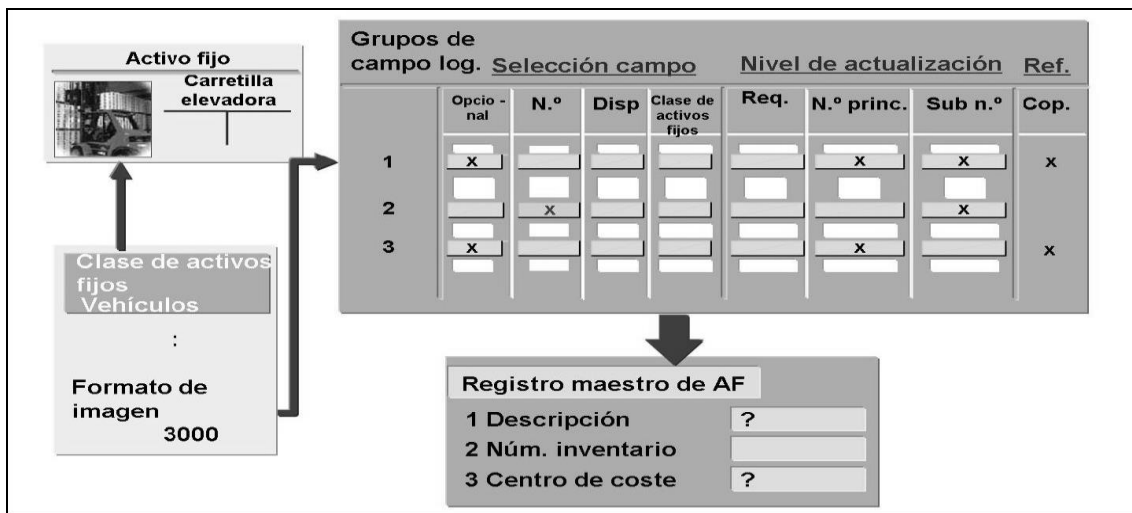 Activo fijo
Carretilla
elevadora
Clase de activos
fijos
Vehículos
:
Formato de
imagen
3000
Grupos de
campo log. Selección campo Nivel de actualización Ref.
Opcio - N.º Disp Clase de Req. N.º princ. Sub n.º Cop.
nal activos
fijos
1 x x x x
2 x x
3 x x x
Registro maestro de AF
1 Descripción ?
2 Núm. inventario
3 Centro de coste ?